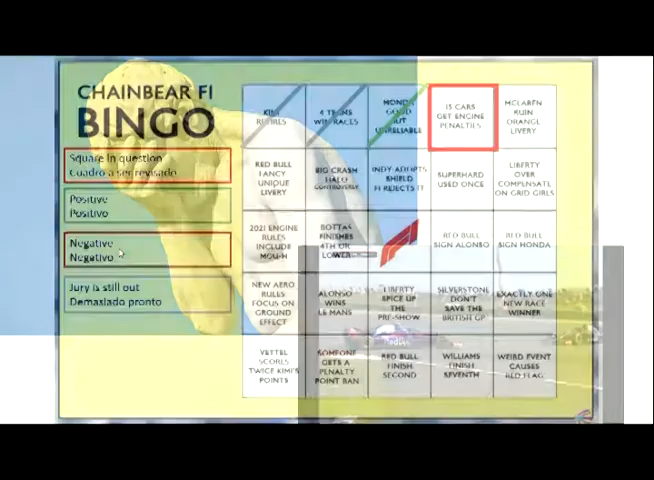 CHAINBEAR F1
BINGO
Square in question
Cuadro a ser revisado
Positive
Positivo
Negative
Negativo
Jury is still out
Demasiado pronto
KIMI
RETIRES
4 TEAMS
WIN RACES
HONDA
GOOD
BUT
UNRELIABLE
15 CARS
GET ENGINE
PENALTIES
MCLAREN
RUIN
ORANGE
LIVERY
RED BULL
FANCY
UNIQUE
LIVERY
BIG CRASH
HALO
CONTROVERSY
INDY ADOPTS
SHIELD
F1 REJECTS IT
SUPERHARD
USED ONCE
LIBERTY
OVER
COMPENSATE
ON GRID GIRLS
2021 ENGINE
RULES
INCLUDE
MGU-H
BOTTAS
FINISHES
4TH OR
LOWER
RED BULL
SIGN ALONSO
RED BULL
SIGN HONDA
NEW AERO
RULES
FOCUS ON
GROUND
EFFECT
ALONSO
WINS
LE MANS
LIBERTY
SPICE UP
THE
PRE-SHOW
SILVERSTONE
DON'T
SAVE THE
BRITISH GP
EXACTLY ONE
NEW RACE
WINNER
VETTEL
SCORES
TWICE KIMI'S
POINTS
SOMEONE
GETS A
PENALTY
POINT BAN
RED BULL
FINISH
SECOND
WILLIAMS
FINISH
SEVENTH
WEIRD EVENT
CAUSES
RED FLAG